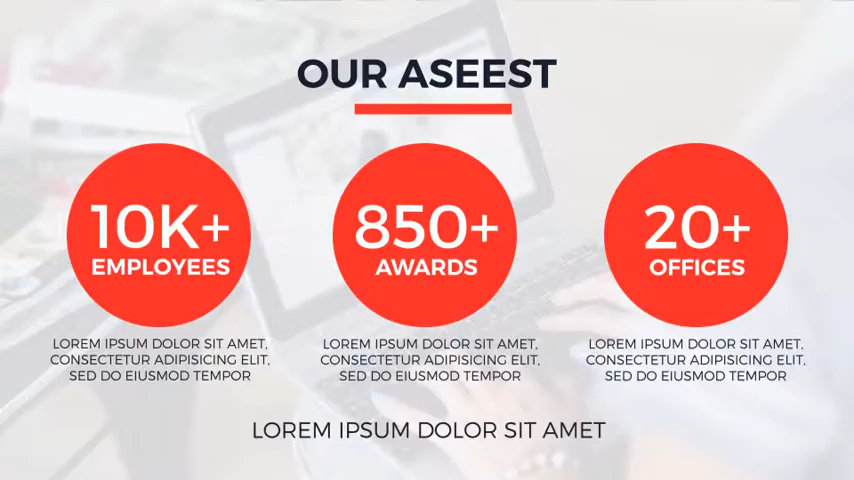 OUR ASEEST
10K+
EMPLOYEES
LOREM IPSUM DOLOR SIT AMET,
CONSECTETUR ADIPISICING ELIT,
SED DO EIUSMOD TEMPOR
850+
AWARDS
LOREM IPSUM DOLOR SIT AMET,
CONSECTETUR ADIPISICING ELIT,
SED DO EIUSMOD TEMPOR
20+
OFFICES
LOREM IPSUM DOLOR SIT AMET,
CONSECTETUR ADIPISICING ELIT,
SED DO EIUSMOD TEMPOR
LOREM IPSUM DOLOR SIT AMET